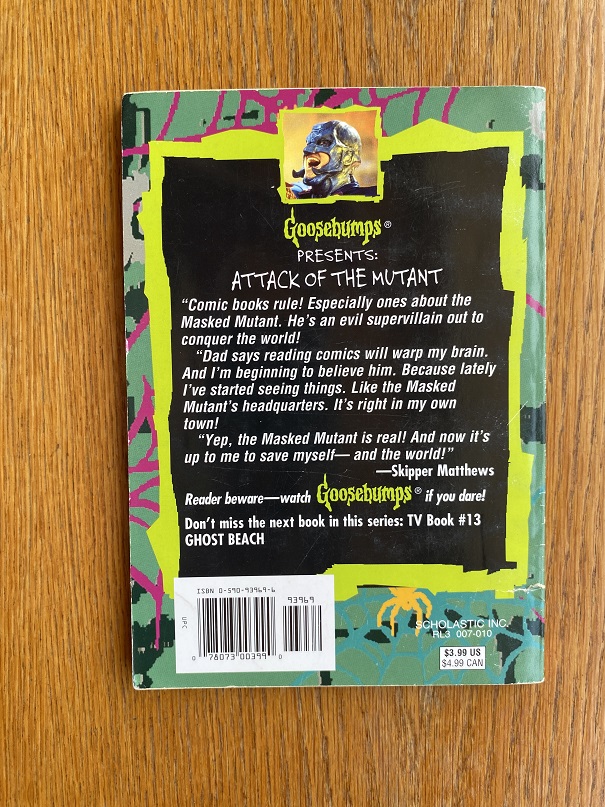 Goosebumps®
PRESENTS:
ATTACK OF THE MUTANT
“Comic books rule! Especially ones about the
Masked Mutant. He's an evil supervillain out to
conquer the world!
“Dad says reading comics will warp my brain.
And I'm beginning to believe him. Because lately
I've started seeing things. Like the Masked
Mutant's headquarters. It's right in my own
town!
“Yep, the Masked Mutant is real! And now it's
up to me to save myself—and the world!”
—Skipper Matthews
Reader beware—watch Goosebumps® if you dare!
Don't miss the next book in this series: TV Book #13
GHOST BEACH
ISBN 0-590-93969-6
93969
UPC
0 78073 00399 0
SCHOLASTIC INC.
RL3 007-010
$3.99 US
$4.99 CAN